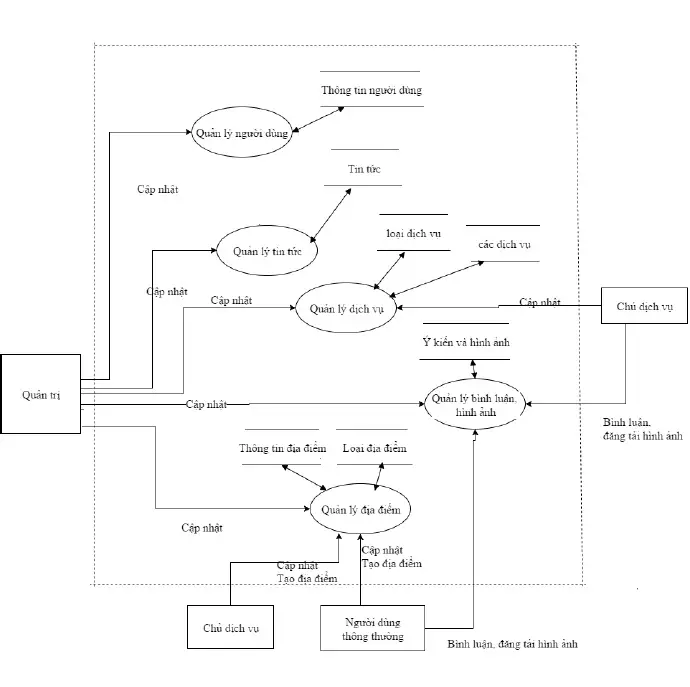 Thông tin người dùng
Quản lý người dùng
Cập nhật
Tin tức
Quản lý tin tức
loại dịch vụ
các dịch vụ
Cập nhật
Cập nhật
Quản lý dịch vụ
Cập nhật
Chủ dịch vụ
Ý kiến và hình ảnh
Quản trị
Cập nhật
Quản lý bình luận,
hình ảnh
Bình luận,
đăng tải hình ảnh
Thông tin địa điểm
Loại địa điểm
Quản lý địa điểm
Cập nhật
Cập nhật
Tạo địa điểm
Cập nhật
Tạo địa điểm
Chủ dịch vụ
Người dùng
thông thường
Bình luận, đăng tải hình ảnh